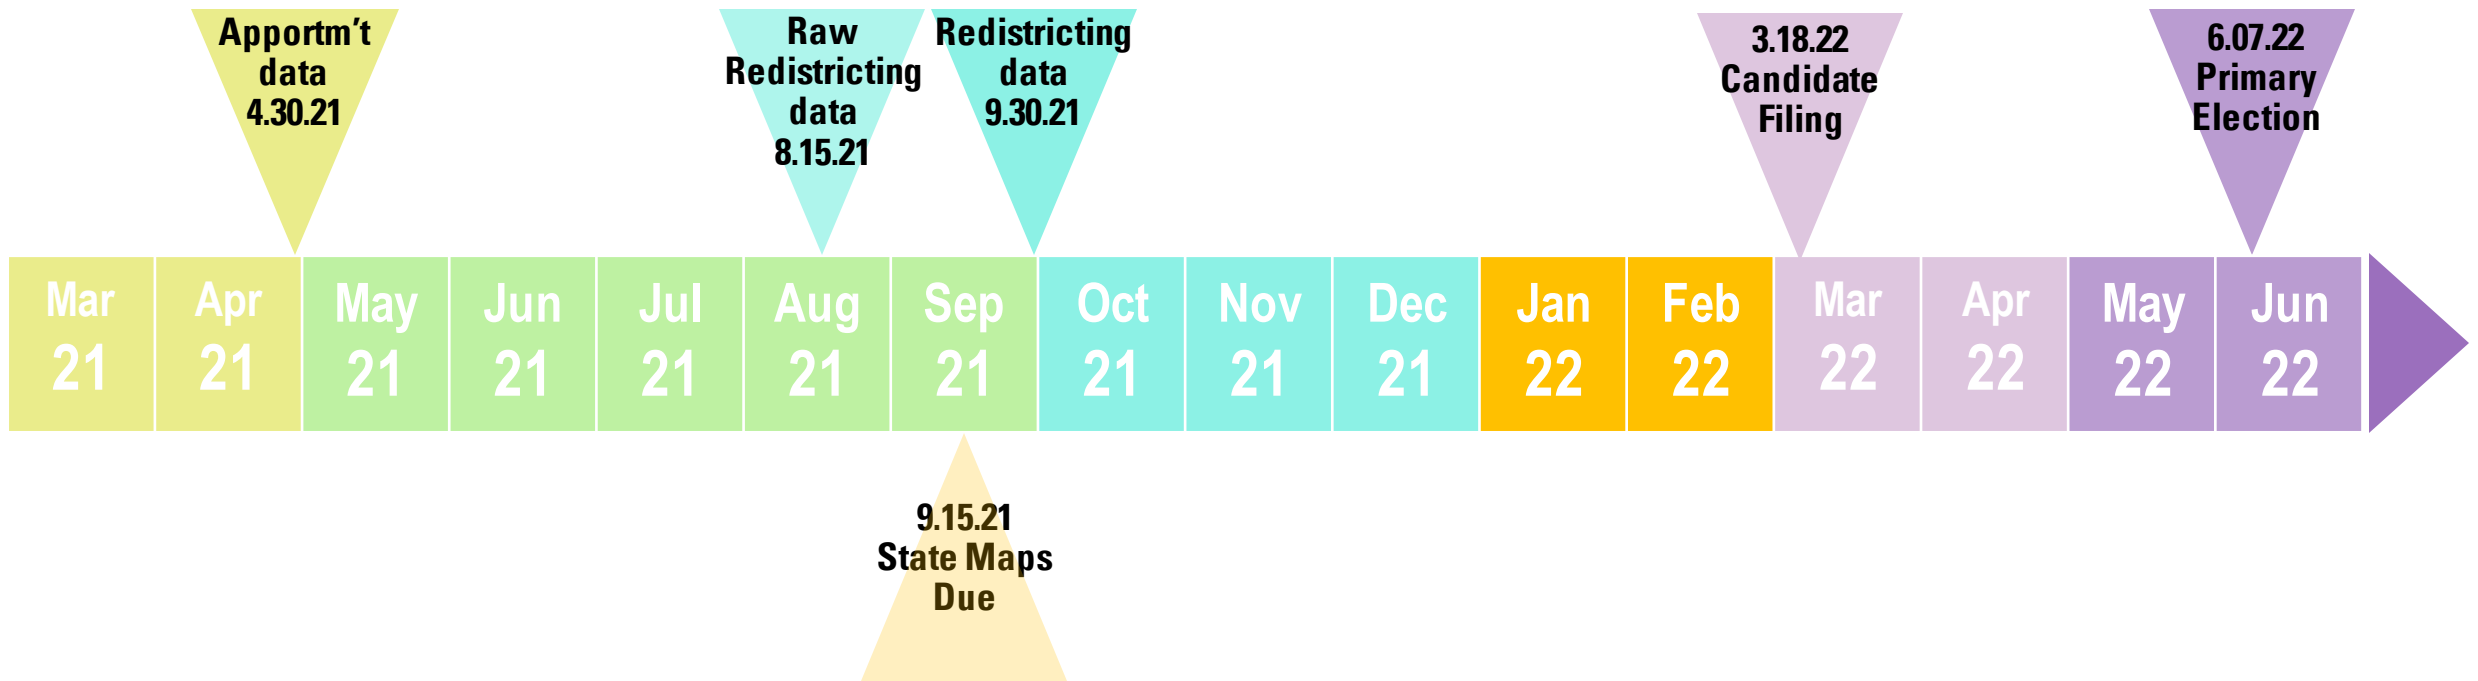 Apportm't
data
4.30.21
Raw
Redistricting
data
8.15.21
Redistricting
data
9.30.21
3.18.22
Candidate
Filing
6.07.22
Primary
Election
Mar
21
Apr
21
May
21
Jun
21
Jul
21
Aug
21
Sep
21
Oct
21
Nov
21
Dec
21
Jan
22
Feb
22
Mar
22
Apr
22
May
22
Jun
22
9.15.21
State Maps
Due